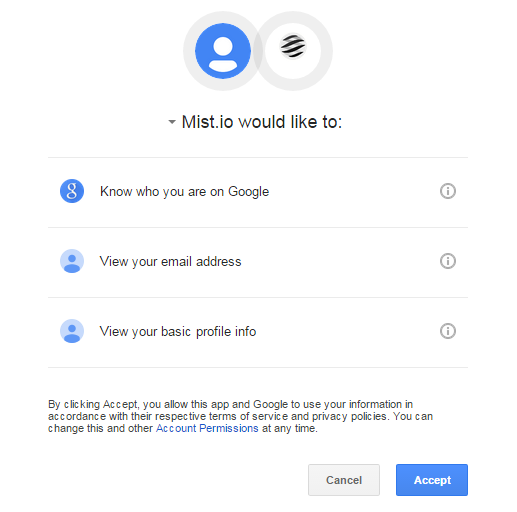 Mist.io would like to:
Know who you are on Google
View your email address
View your basic profile info
By clicking Accept, you allow this app and Google to use your information in
accordance with their respective terms of service and privacy policies. You can
change this and other Account Permissions at any time.
Cancel Accept